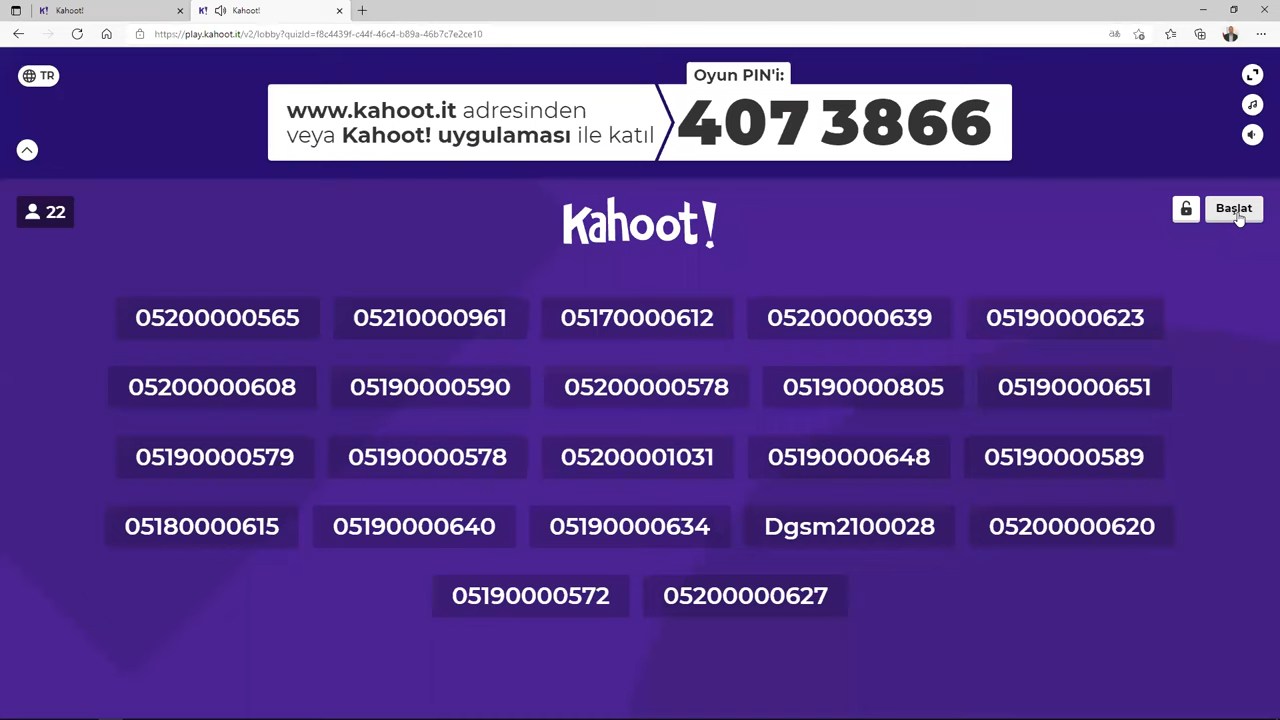 Kahoot!
Kahoot!
https://play.kahoot.it/v2/lobby?quizId=f8c4439f-c44f-46c4-b89a-46b7c7e2ce10
TR
www.kahoot.it adresinden
veya Kahoot! uygulaması ile katıl
Oyun PIN'i:
407 3866
22
Kahoot!
Başlat
05200000565 05210000961 05170000612 05200000639 05190000623
05200000608 05190000590 05200000578 05190000805 05190000651
05190000579 05190000578 05200001031 05190000648 05190000589
05180000615 05190000640 05190000634 Dgsm2100028 05200000620
05190000572 05200000627